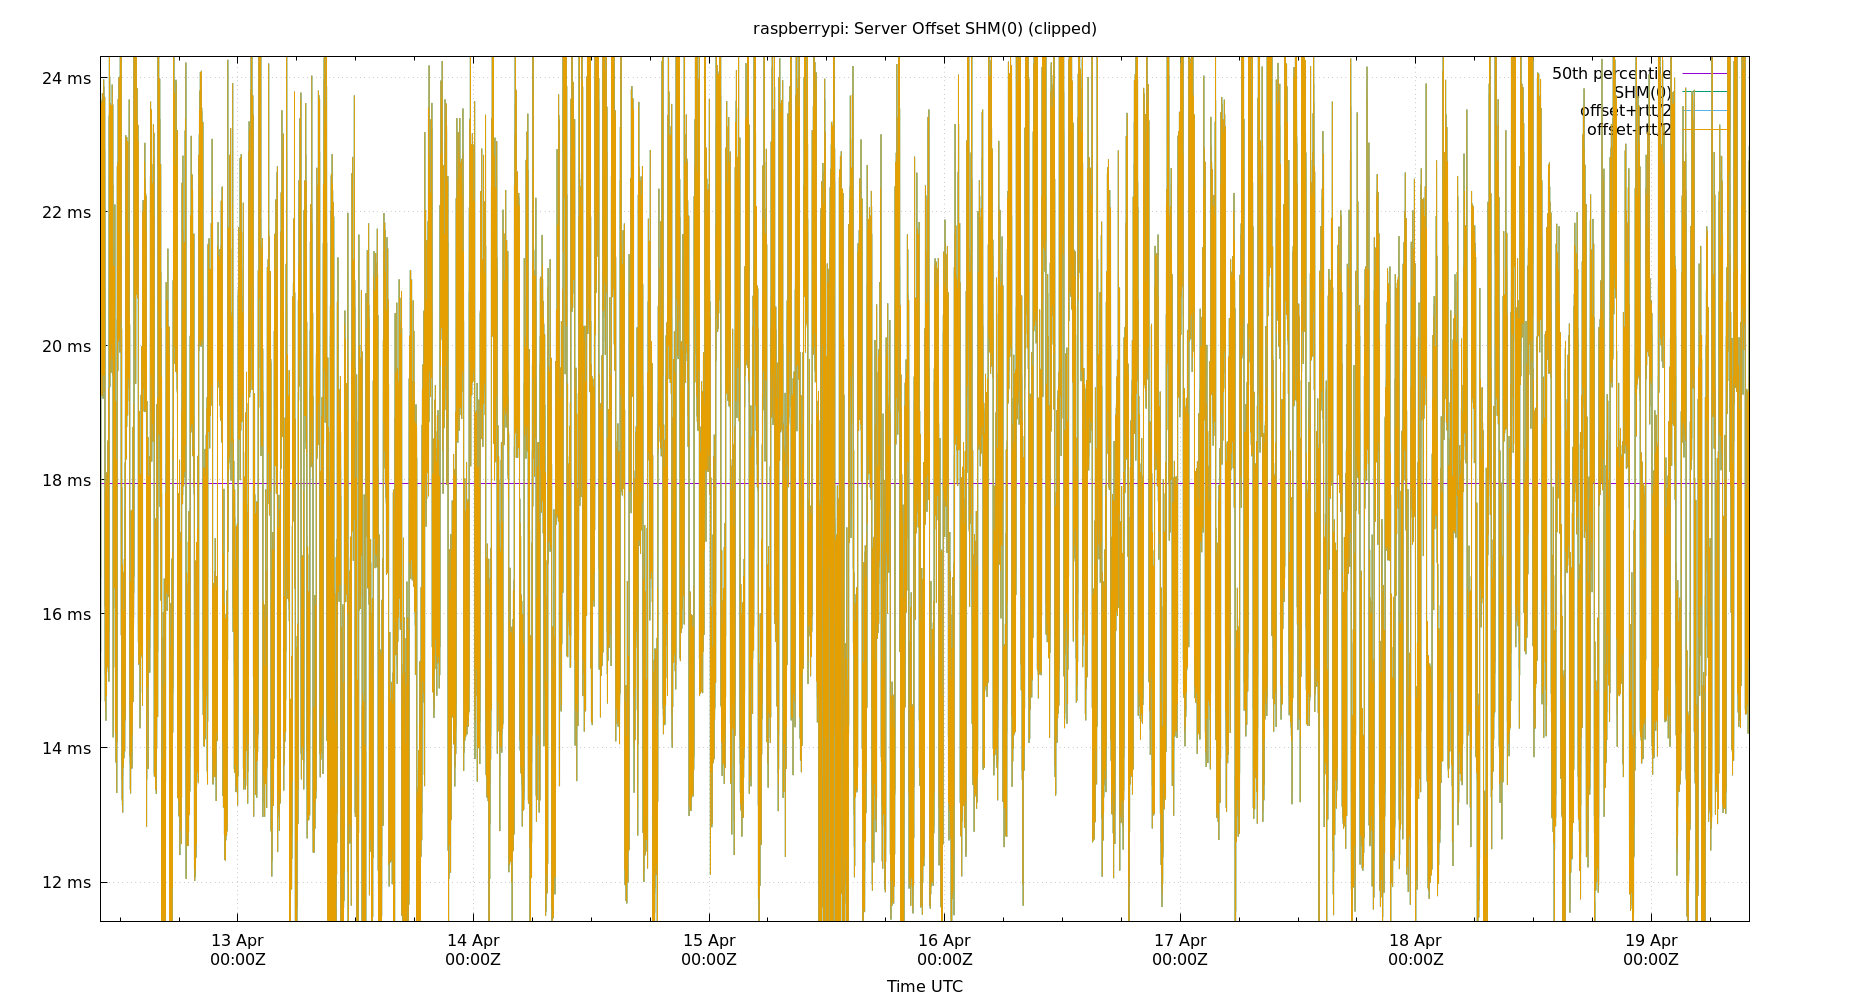 raspberrypi: Server Offset SHM(0) (clipped)
24 ms
22 ms
20 ms
18 ms
16 ms
14 ms
12 ms
50th percentile
SHM(0)
offset+rtt/2
offset-rtt/2
13 Apr
00:00Z
14 Apr
00:00Z
15 Apr
00:00Z
16 Apr
00:00Z
17 Apr
00:00Z
18 Apr
00:00Z
19 Apr
00:00Z
Time UTC